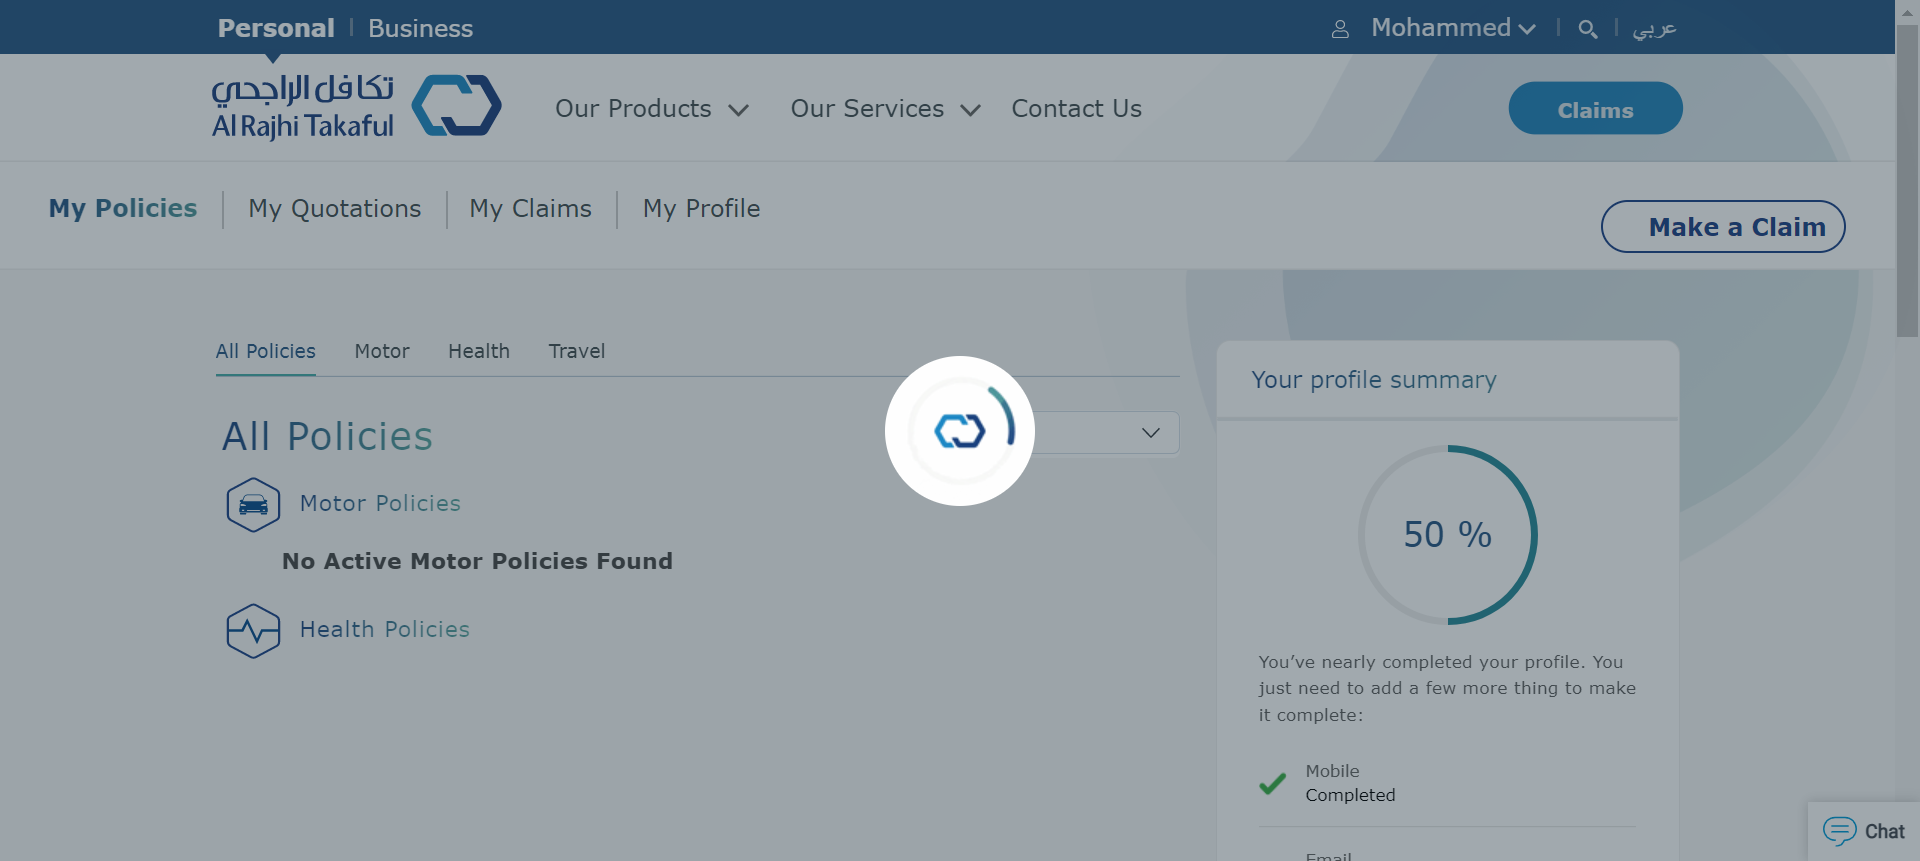 Personal
Business
Mohammed
عربي
تكافل الراجحي
Al Rajhi Takaful
Our Products
Our Services
Contact Us
Claims
My Policies
My Quotations
My Claims
My Profile
Make a Claim
All Policies
Motor
Health
Travel
Your profile summary
All Policies
Motor Policies
No Active Motor Policies Found
Health Policies
50 %
You’ve nearly completed your profile. You
just need to add a few more thing to make
it complete:
Mobile
Completed
Email
Chat